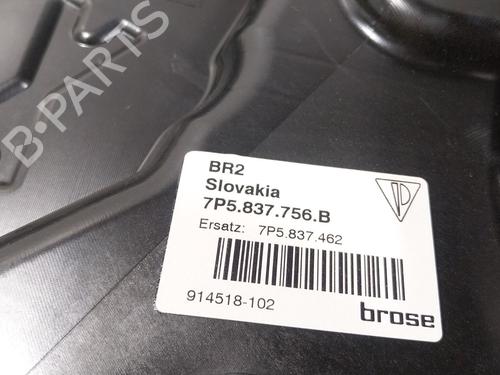 B-PARTS
BR2
Slovakia
7P5.837.756.B
Ersatz: 7P5.837.462
914518-102
brose